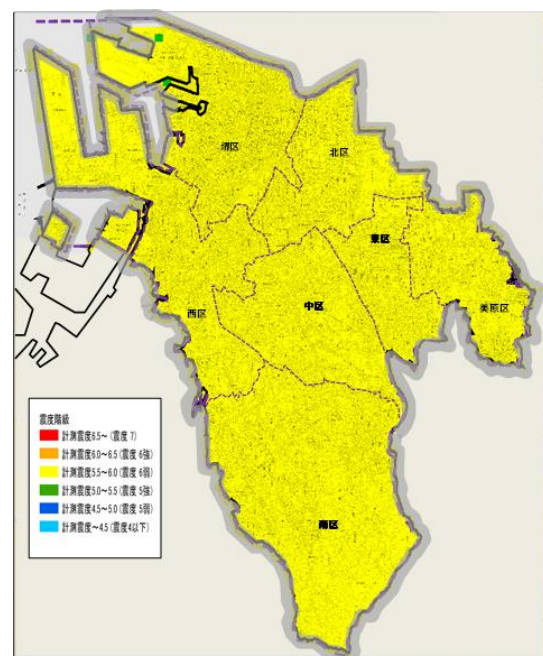 堺区
北区
東区
美原区
中区
西区
南区
震度階級
計測震度6.5～(震度 7)
計測震度6.0～6.5(震度 6強)
計測震度5.5～6.0(震度 6弱)
計測震度5.0～5.5(震度 5強)
計測震度4.5～5.0(震度 5弱)
計測震度～4.5(震度4以下)